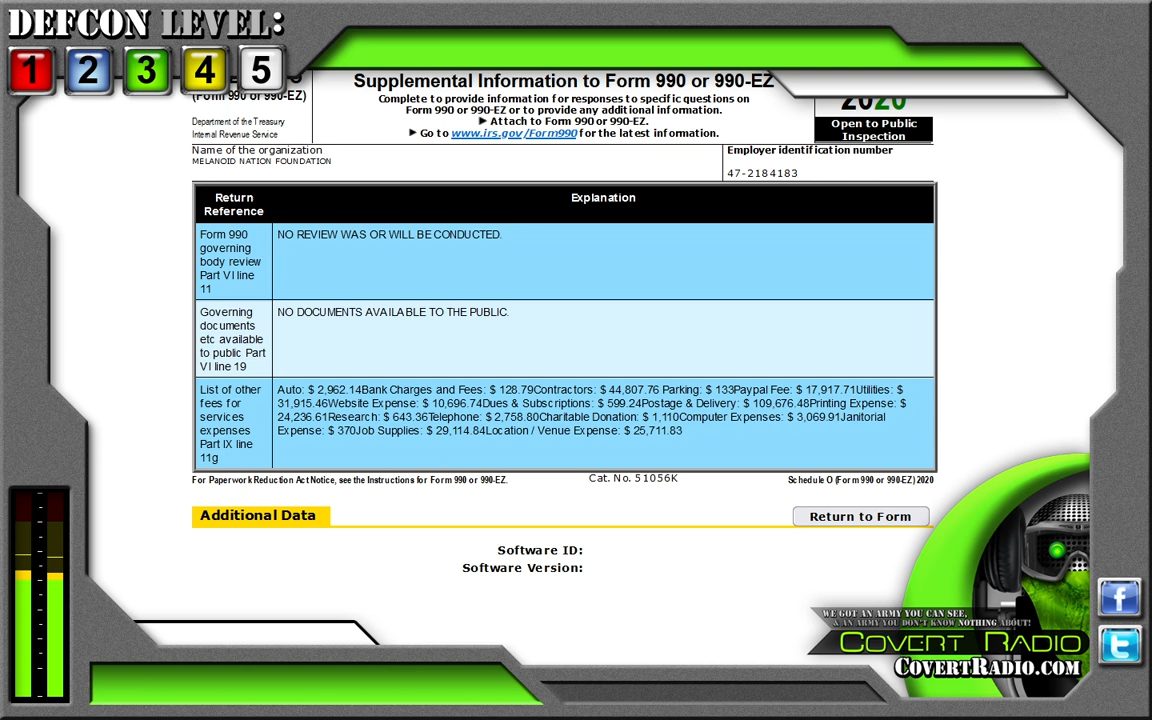 DEFCON LEVEL:
1 2 3 4 5
Supplemental Information to Form 990 or 990-EZ
(Form 990 or 990-EZ)
Complete to provide information for responses to specific questions on
Form 990 or 990-EZ or to provide any additional information.
► Attach to Form 990 or 990-EZ.
► Go to www.irs.gov/Form990 for the latest information.
Department of the Treasury
Internal Revenue Service
2020
Open to Public
Inspection
Name of the organization
MELANOID NATION FOUNDATION
Employer identification number
47-2184183
Return
Reference
Explanation
Form 990
governing
body review
Part VI line
11
NO REVIEW WAS OR WILL BE CONDUCTED.
Governing
documents
etc available
to public Part
VI line 19
NO DOCUMENTS AVAILABLE TO THE PUBLIC.
List of other
fees for
services
expenses
Part IX line
11g
Auto: $ 2,962.14Bank Charges and Fees: $ 128.79Contractors: $ 44,807.76 Parking: $ 133Paypal Fee: $ 17,917.71Utilities: $
31,915.46Website Expense: $ 10,696.74Dues & Subscriptions: $ 599.24Postage & Delivery: $ 109,676.48Printing Expense: $
24,236.61Research: $ 643.36Telephone: $ 2,758.80Charitable Donation: $ 1,110Computer Expenses: $ 3,069.91Janitorial
Expense: $ 370Job Supplies: $ 29,114.84Location / Venue Expense: $ 25,711.83
For Paperwork Reduction Act Notice, see the Instructions for Form 990 or 990-EZ.
Cat. No. 51056K
Schedule O (Form 990 or 990-EZ) 2020
Additional Data
Return to Form
Software ID:
Software Version:
WE GOT AN ARMY YOU CAN SEE,
& AN ARMY YOU DON'T KNOW NOTHING ABOUT!
COVERT RADIO
COVERTRADIO.COM
f
t